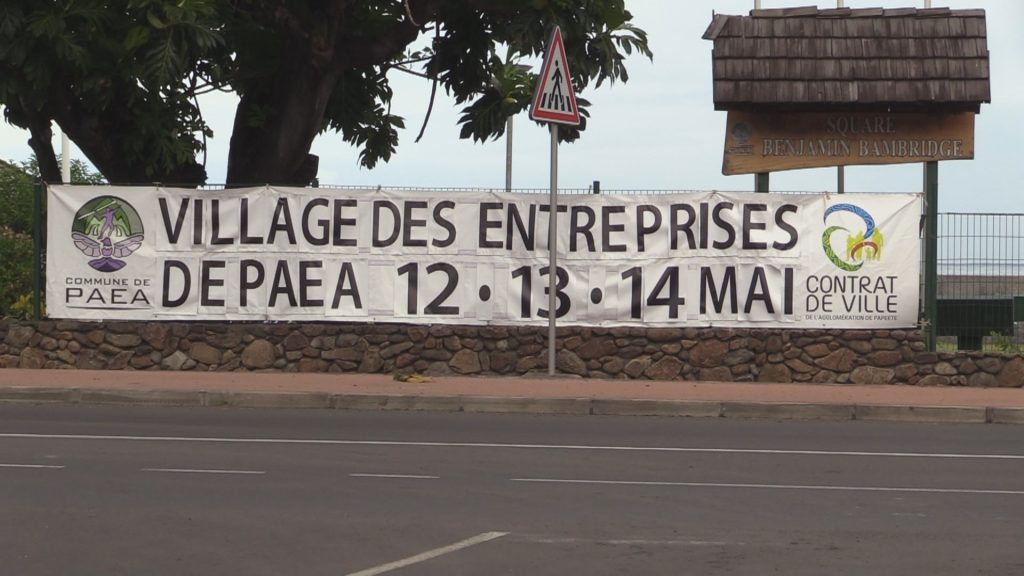 SQUARE
BENJAMIN BAMBRIDGE
VILLAGE DES ENTREPRISES
DE PAEA 12 • 13 • 14 MAI
COMMUNE DE
PAEA
CONTRAT
DE VILLE
DE L'AGGLOMÉRATION DE PAPEETE